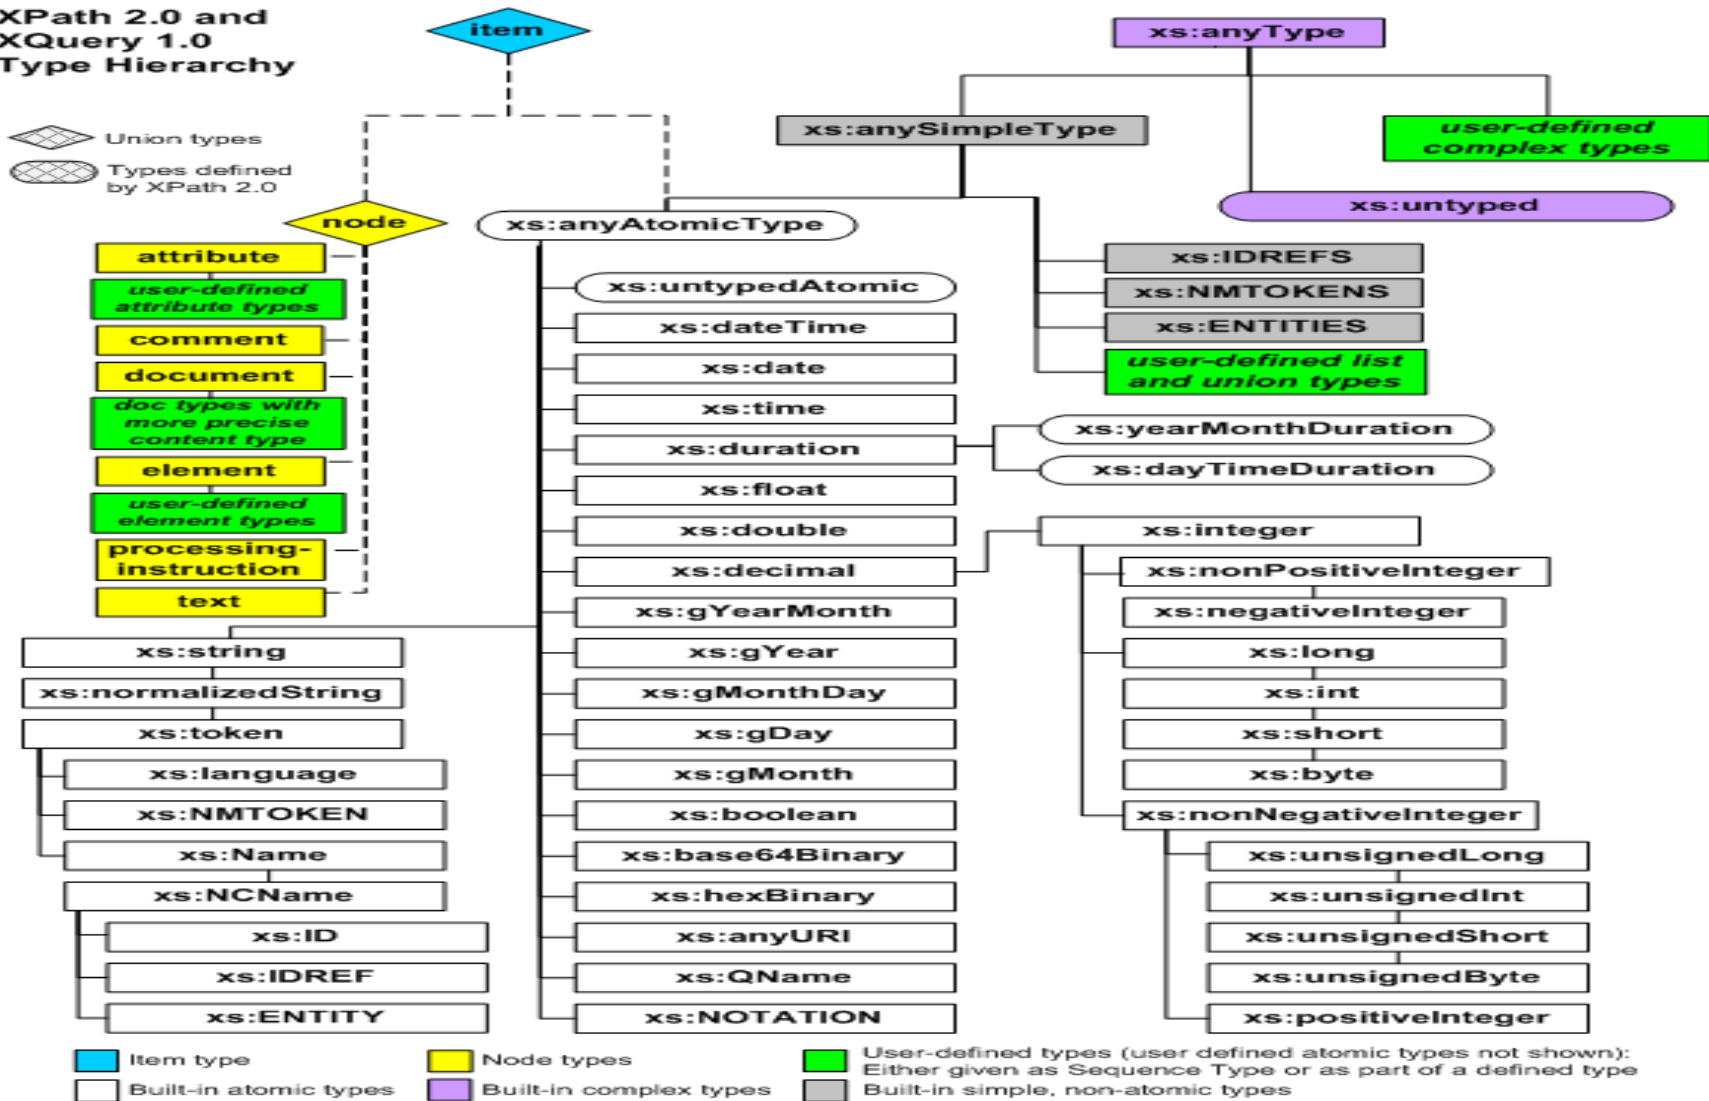 XPath 2.0 and
XQuery 1.0
Type Hierarchy
Union types
Types defined
by XPath 2.0
item
node
attribute
user-defined
attribute types
comment
document
doc types with
more precise
content type
element
user-defined
element types
processing-
instruction
text
xs:string
xs:normalizedString
xs:token
xs:language
xs:NMTOKEN
xs:Name
xs:NCName
xs:ID
xs:IDREF
xs:ENTITY
xs:anyAtomicType
xs:untypedAtomic
xs:dateTime
xs:date
xs:time
xs:duration
xs:float
xs:double
xs:decimal
xs:gYearMonth
xs:gYear
xs:gMonthDay
xs:gDay
xs:gMonth
xs:boolean
xs:base64Binary
xs:hexBinary
xs:anyURI
xs:QName
xs:NOTATION
xs:anyType
xs:anySimpleType
user-defined
complex types
xs:untyped
xs:IDREFS
xs:NMTOKENS
xs:ENTITIES
user-defined list
and union types
xs:yearMonthDuration
xs:dayTimeDuration
xs:integer
xs:nonPositiveInteger
xs:negativeInteger
xs:long
xs:int
xs:short
xs:byte
xs:nonNegativeInteger
xs:unsignedLong
xs:unsignedInt
xs:unsignedShort
xs:unsignedByte
xs:positiveInteger
Item type
Built-in atomic types
Node types
Built-in complex types
User-defined types (user defined atomic types not shown):
Either given as Sequence Type or as part of a defined type
Built-in simple, non-atomic types